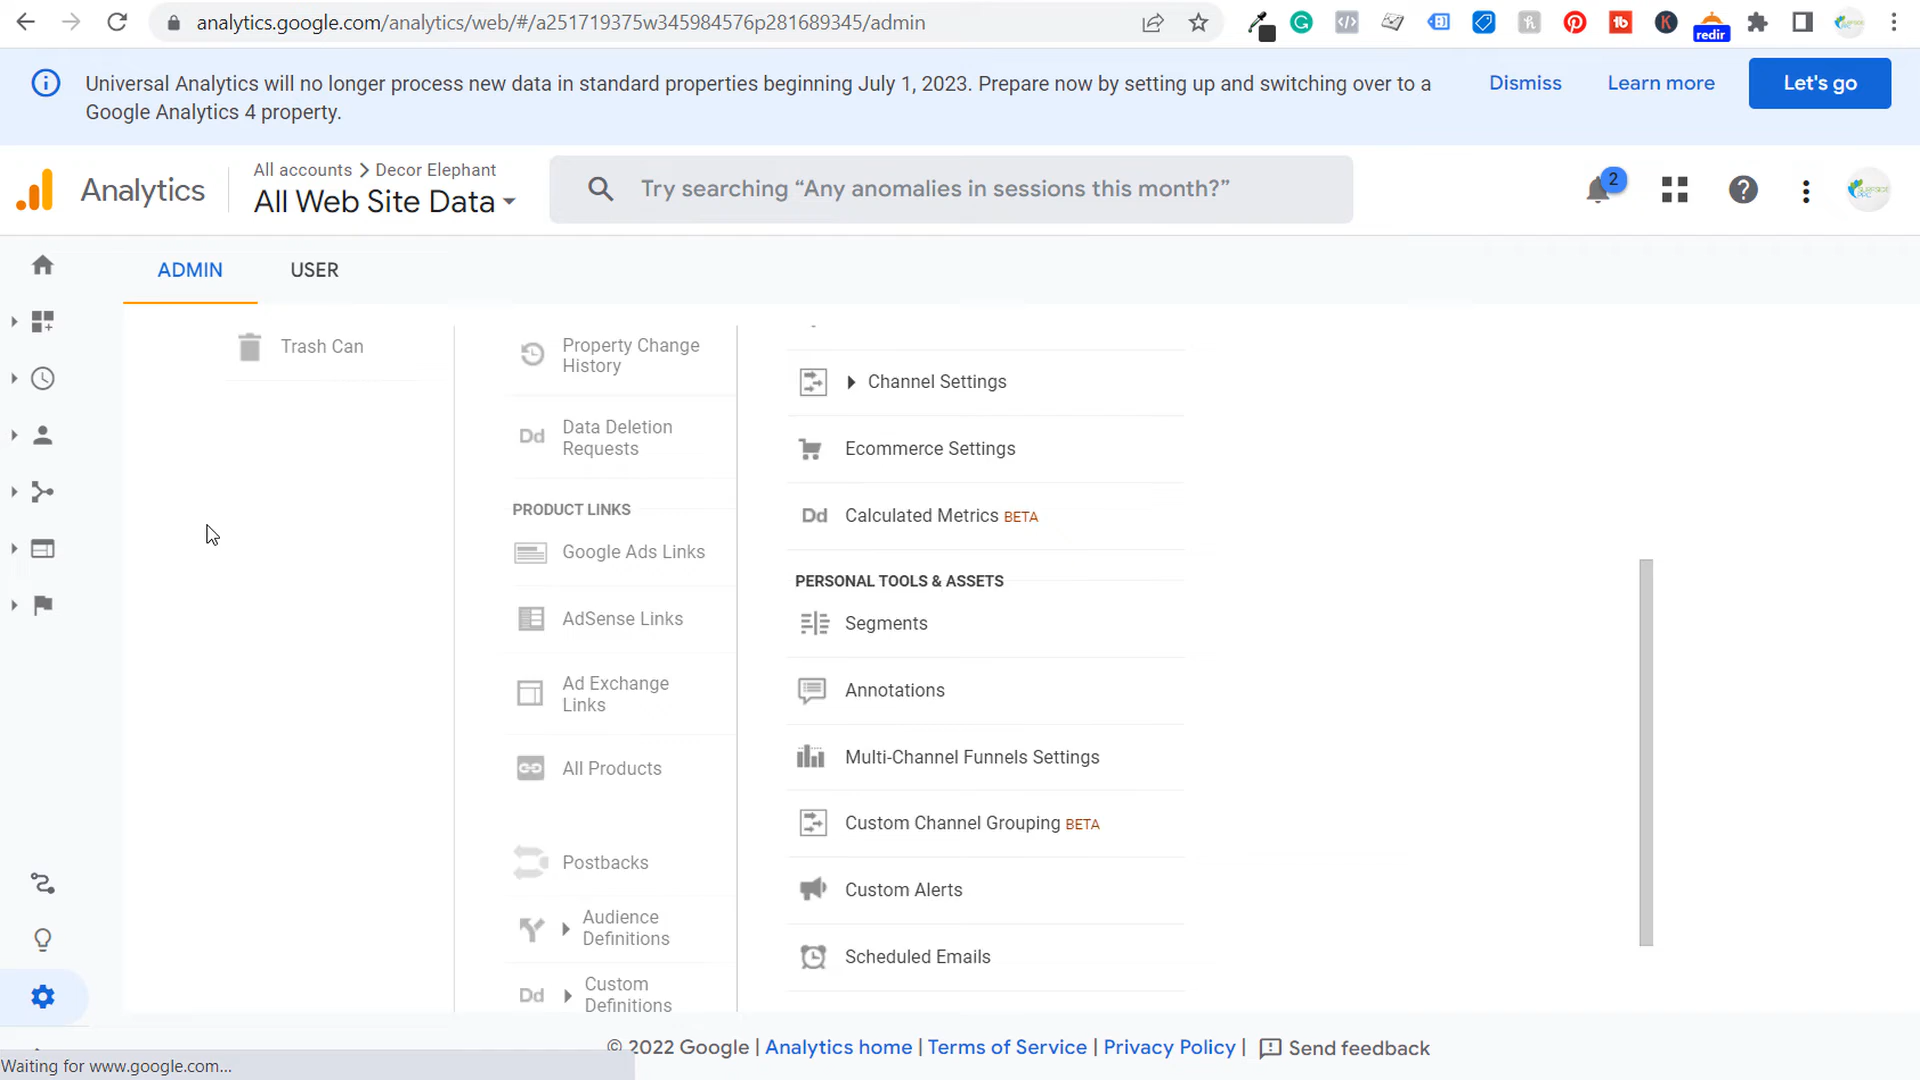 analytics.google.com/analytics/web/#/a251719375w345984576p281689345/admin
redir
Universal Analytics will no longer process new data in standard properties beginning July 1, 2023. Prepare now by setting up and switching over to a
Google Analytics 4 property.
Dismiss
Learn more
Let's go
Analytics
All accounts > Decor Elephant
All Web Site Data
Try searching “Any anomalies in sessions this month?”
2
ADMIN
USER
Trash Can
Property Change
History
Dd Data Deletion
Requests
PRODUCT LINKS
Google Ads Links
AdSense Links
Ad Exchange
Links
All Products
Postbacks
Audience
Definitions
Dd Custom
Definitions
Channel Settings
Ecommerce Settings
Dd Calculated Metrics BETA
PERSONAL TOOLS & ASSETS
Segments
Annotations
Multi-Channel Funnels Settings
Custom Channel Grouping BETA
Custom Alerts
Scheduled Emails
© 2022 Google | Analytics home | Terms of Service | Privacy Policy | Send feedback
Waiting for www.google.com...